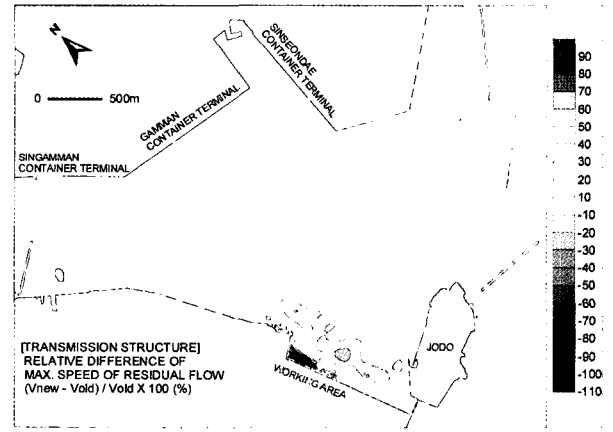 N
0 500m
SINSEONDAE
CONTAINER TERMINAL
GAMMAN
CONTAINER TERMINAL
SINGAMMAN
CONTAINER TERMINAL
90
80
70
60
50
40
30
20
10
-10
-20
-30
-40
-50
-60
-70
-80
-90
-100
-110
JODO
WORKING AREA
[TRANSMISSION STRUCTURE]
RELATIVE DIFFERENCE OF
MAX. SPEED OF RESIDUAL FLOW
(Vnew - Vold) / Vold X 100 (%)